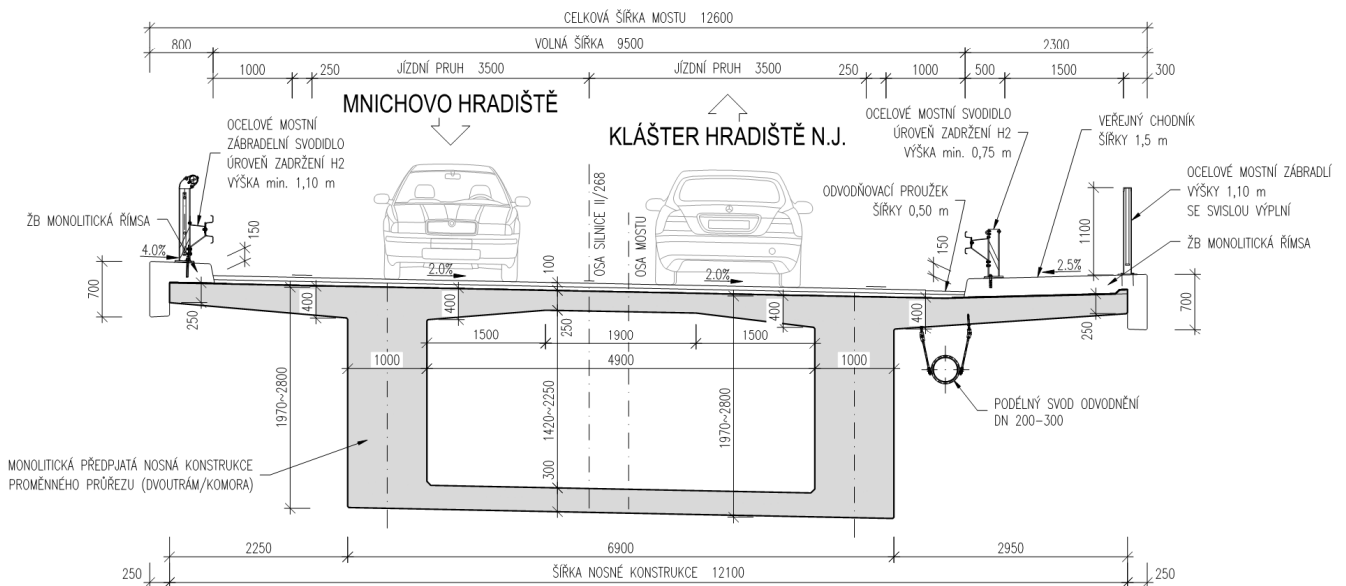 CELKOVÁ ŠÍŘKA MOSTU 12600
800
VOLNÁ ŠÍŘKA 9500
2300
1000
250
JÍZDNÍ PRUH 3500
JÍZDNÍ PRUH 3500
250
1000
500
1500
300
MNICHOVO HRADIŠTĚ
KLÁŠTER HRADIŠTĚ N.J.
OCELOVÉ MOSTNÍ
ZÁBRADELNÍ SVODIDLO
ÚROVEŇ ZADRŽENÍ H2
VÝŠKA min. 1,10 m
OCELOVÉ MOSTNÍ SVODIDLO
ÚROVEŇ ZADRŽENÍ H2
VÝŠKA min. 0,75 m
VEŘEJNÝ CHODNÍK
ŠÍŘKY 1,5 m
OCELOVÉ MOSTNÍ ZÁBRADLÍ
VÝŠKY 1,10 m
SE SVISLOU VÝPLNÍ
ODVODŇOVACÍ PROUŽEK
ŠÍŘKY 0,50 m
ŽB MONOLITICKÁ ŘÍMSA
ŽB MONOLITICKÁ ŘÍMSA
OSA SILNICE II/268
OSA MOSTU
150
150
1100
4.0%
2.0%
2.0%
2.5%
100
700
700
250
400
400
250
400
400
250
1500
1900
1500
1000
4900
1000
1970~2800
1420~2250
1970~2800
300
PODÉLNÝ SVOD ODVODNĚNÍ
DN 200-300
MONOLITICKÁ PŘEDPJATÁ NOSNÁ KONSTRUKCE
PROMĚNNÉHO PRŮŘEZU (DVOUTRÁM/KOMORA)
2250
6900
2950
250
ŠÍŘKA NOSNÉ KONSTRUKCE 12100
250